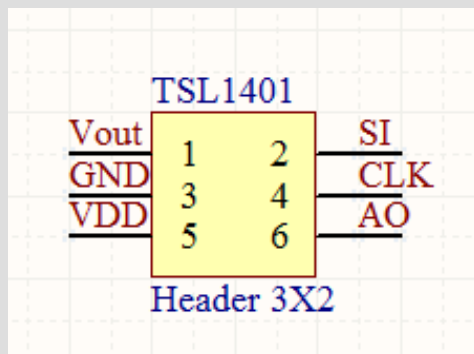 TSL1401
Vout 1 2 SI
GND 3 4 CLK
VDD 5 6 AO
Header 3X2